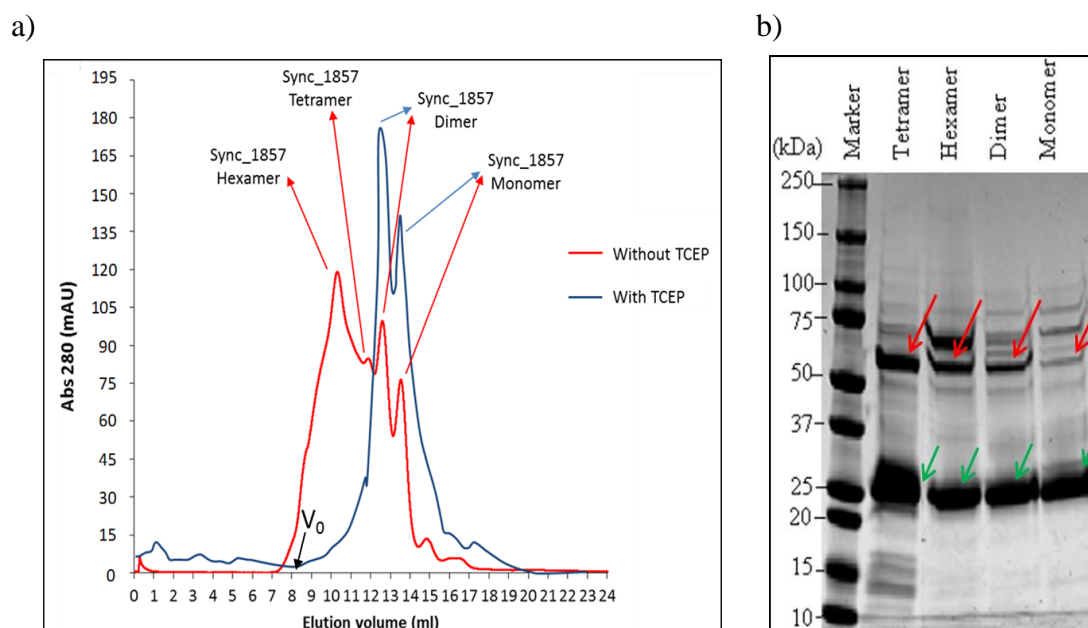 a)
195
180
165
150
135
120
105
90
75
60
45
30
15
0
Abs 280 (mAU)
Sync_1857
Hexamer
Sync_1857
Tetramer
Sync_1857
Dimer
Sync_1857
Monomer
Without TCEP
With TCEP
V0
0 1 2 3 4 5 6 7 8 9 10 11 12 13 14 15 16 17 18 19 20 21 22 23 24
Elution volume (ml)
b)
(kDa)
Marker
Tetramer
Hexamer
Dimer
Monomer
250
150
100
75
50
37
25
20
15
10